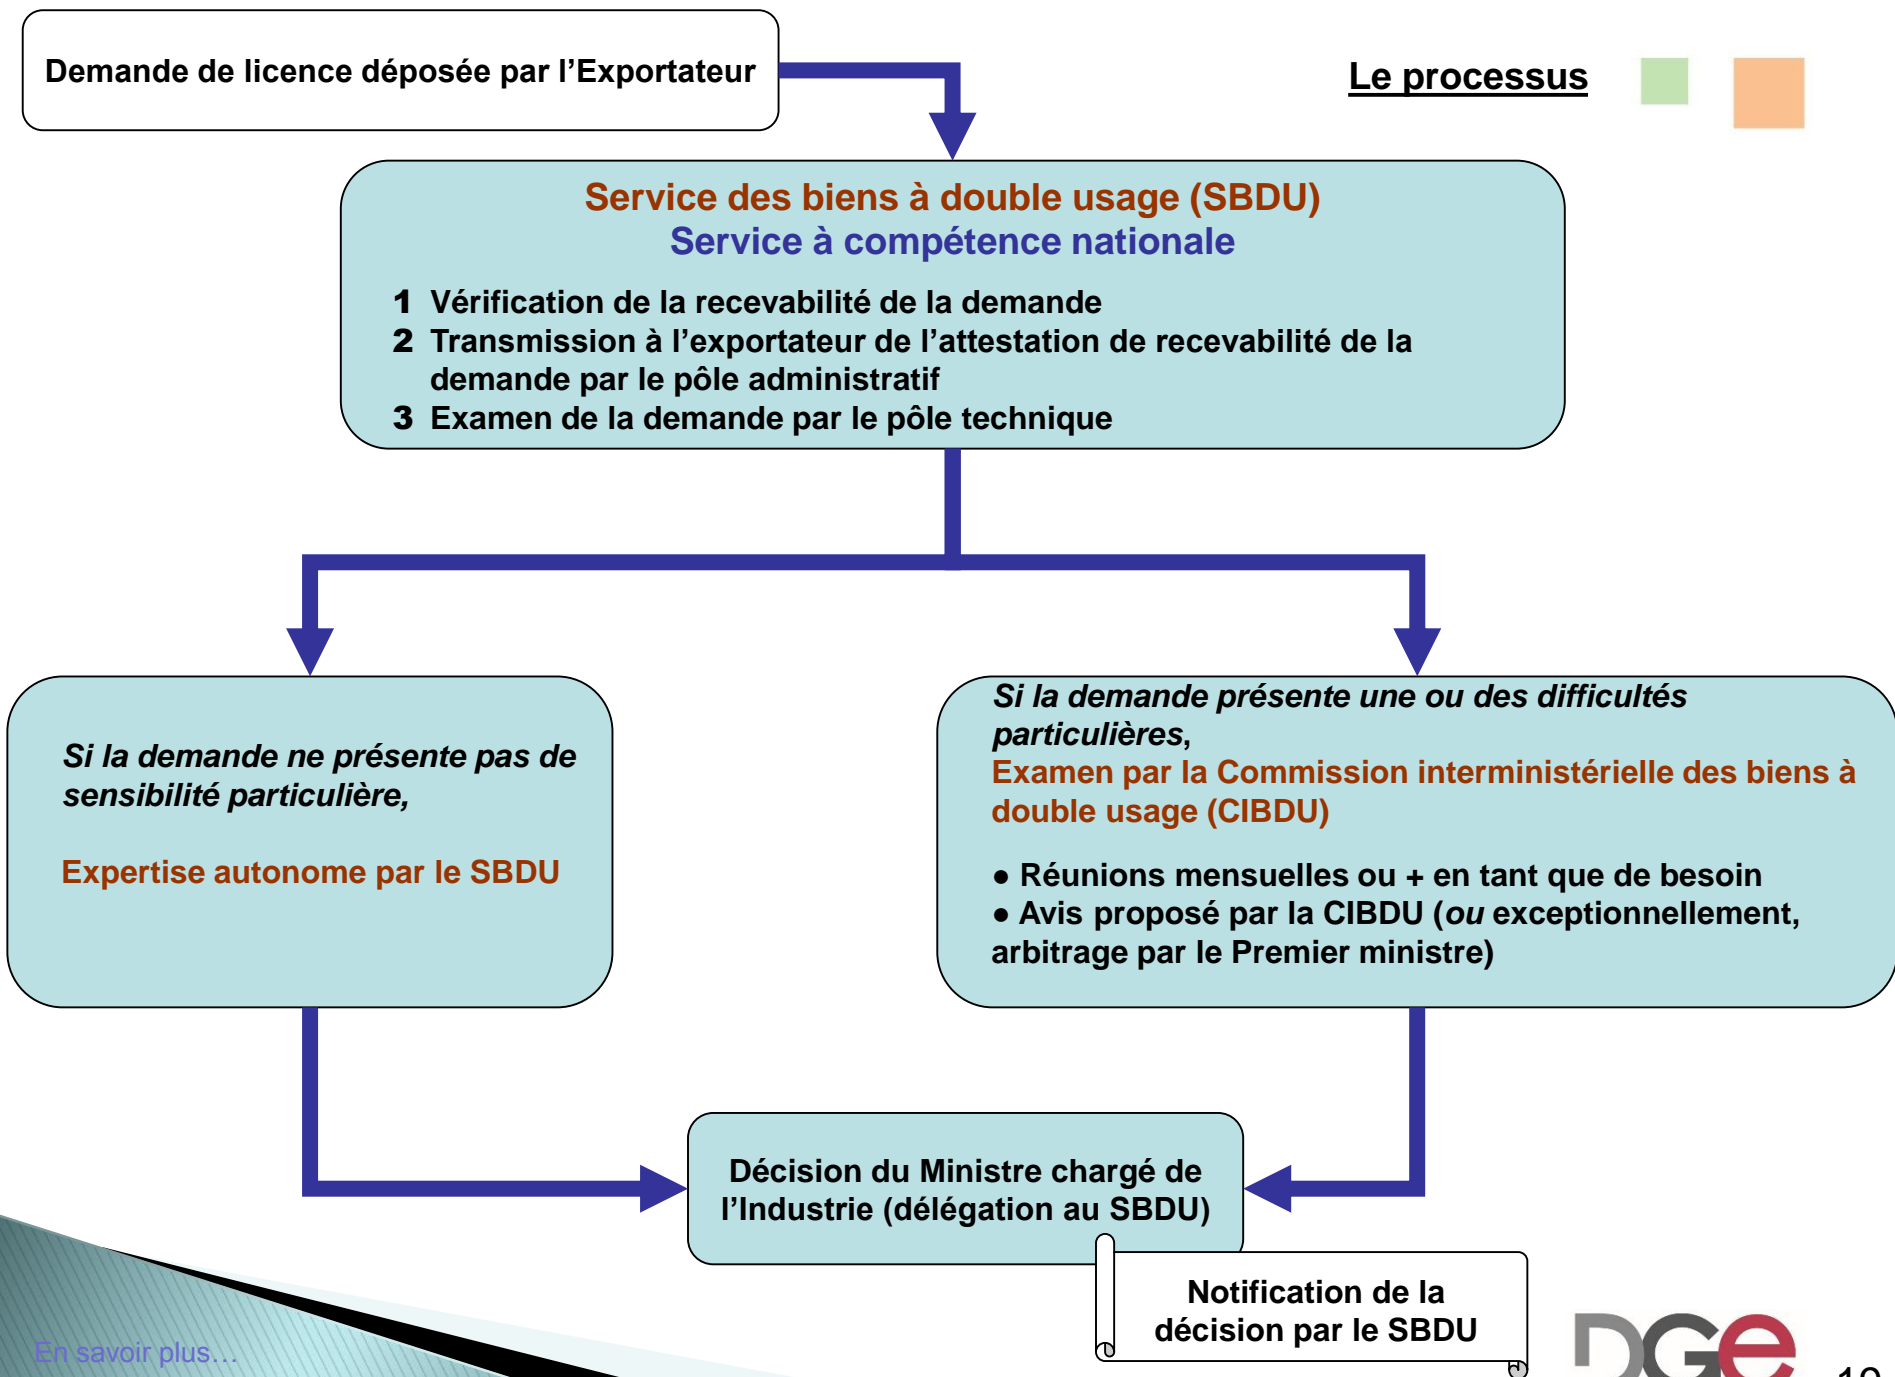 Demande de licence déposée par l’Exportateur
Le processus
Service des biens à double usage (SBDU)
Service à compétence nationale
1 Vérification de la recevabilité de la demande
2 Transmission à l’exportateur de l’attestation de recevabilité de la
demande par le pôle administratif
3 Examen de la demande par le pôle technique
Si la demande ne présente pas de
sensibilité particulière,
Expertise autonome par le SBDU
Si la demande présente une ou des difficultés
particulières,
Examen par la Commission interministérielle des biens à
double usage (CIBDU)
● Réunions mensuelles ou + en tant que de besoin
● Avis proposé par la CIBDU (ou exceptionnellement,
arbitrage par le Premier ministre)
Décision du Ministre chargé de
l’Industrie (délégation au SBDU)
Notification de la
décision par le SBDU
En savoir plus…
DGe